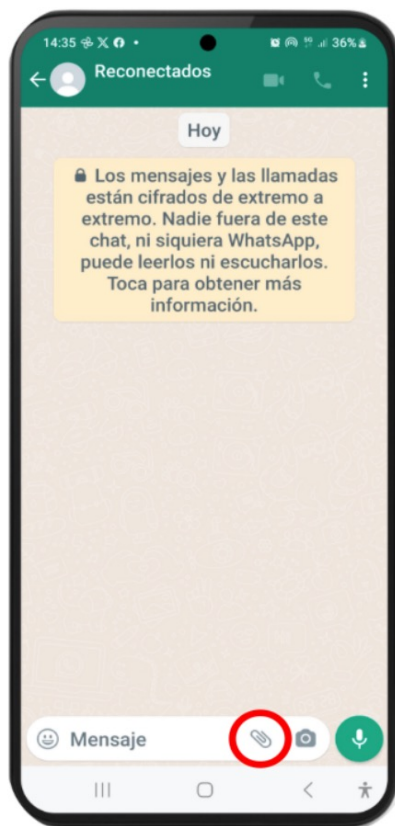 14:35 36%
Reconectados
Hoy
Los mensajes y las llamadas
están cifrados de extremo a
extremo. Nadie fuera de este
chat, ni siquiera WhatsApp,
puede leerlos ni escucharlos.
Toca para obtener más
información.
Mensaje